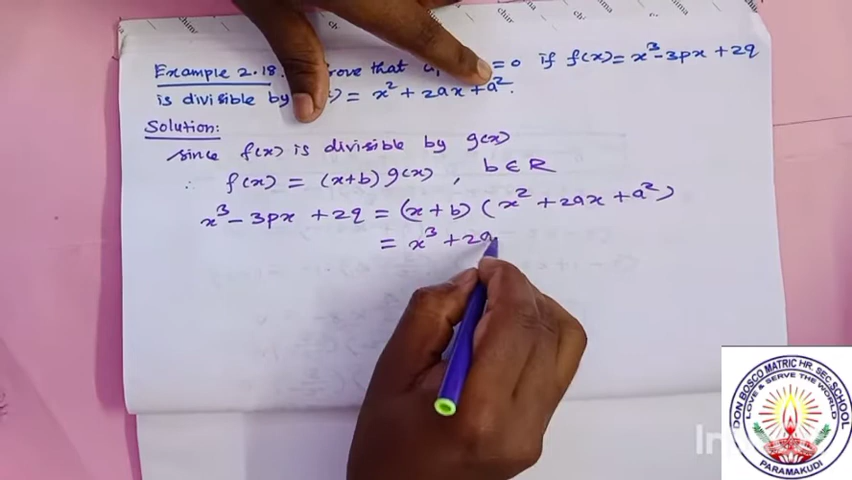 Example 2.18. Prove that ap = 0 if f(x) = x³ - 3px + 2q
is divisible by = x² + 2ax + a².
Solution:
since f(x) is divisible by g(x)
∴ f(x) = (x+b) g(x), b ∈ R
x³ - 3px + 2q = (x+b) (x² + 2ax + a²)
= x³ + 2a
DON BOSCO MATRIC HR. SEC SCHOOL
LOVE & SERVE THE WORLD
PARAMAKUDI